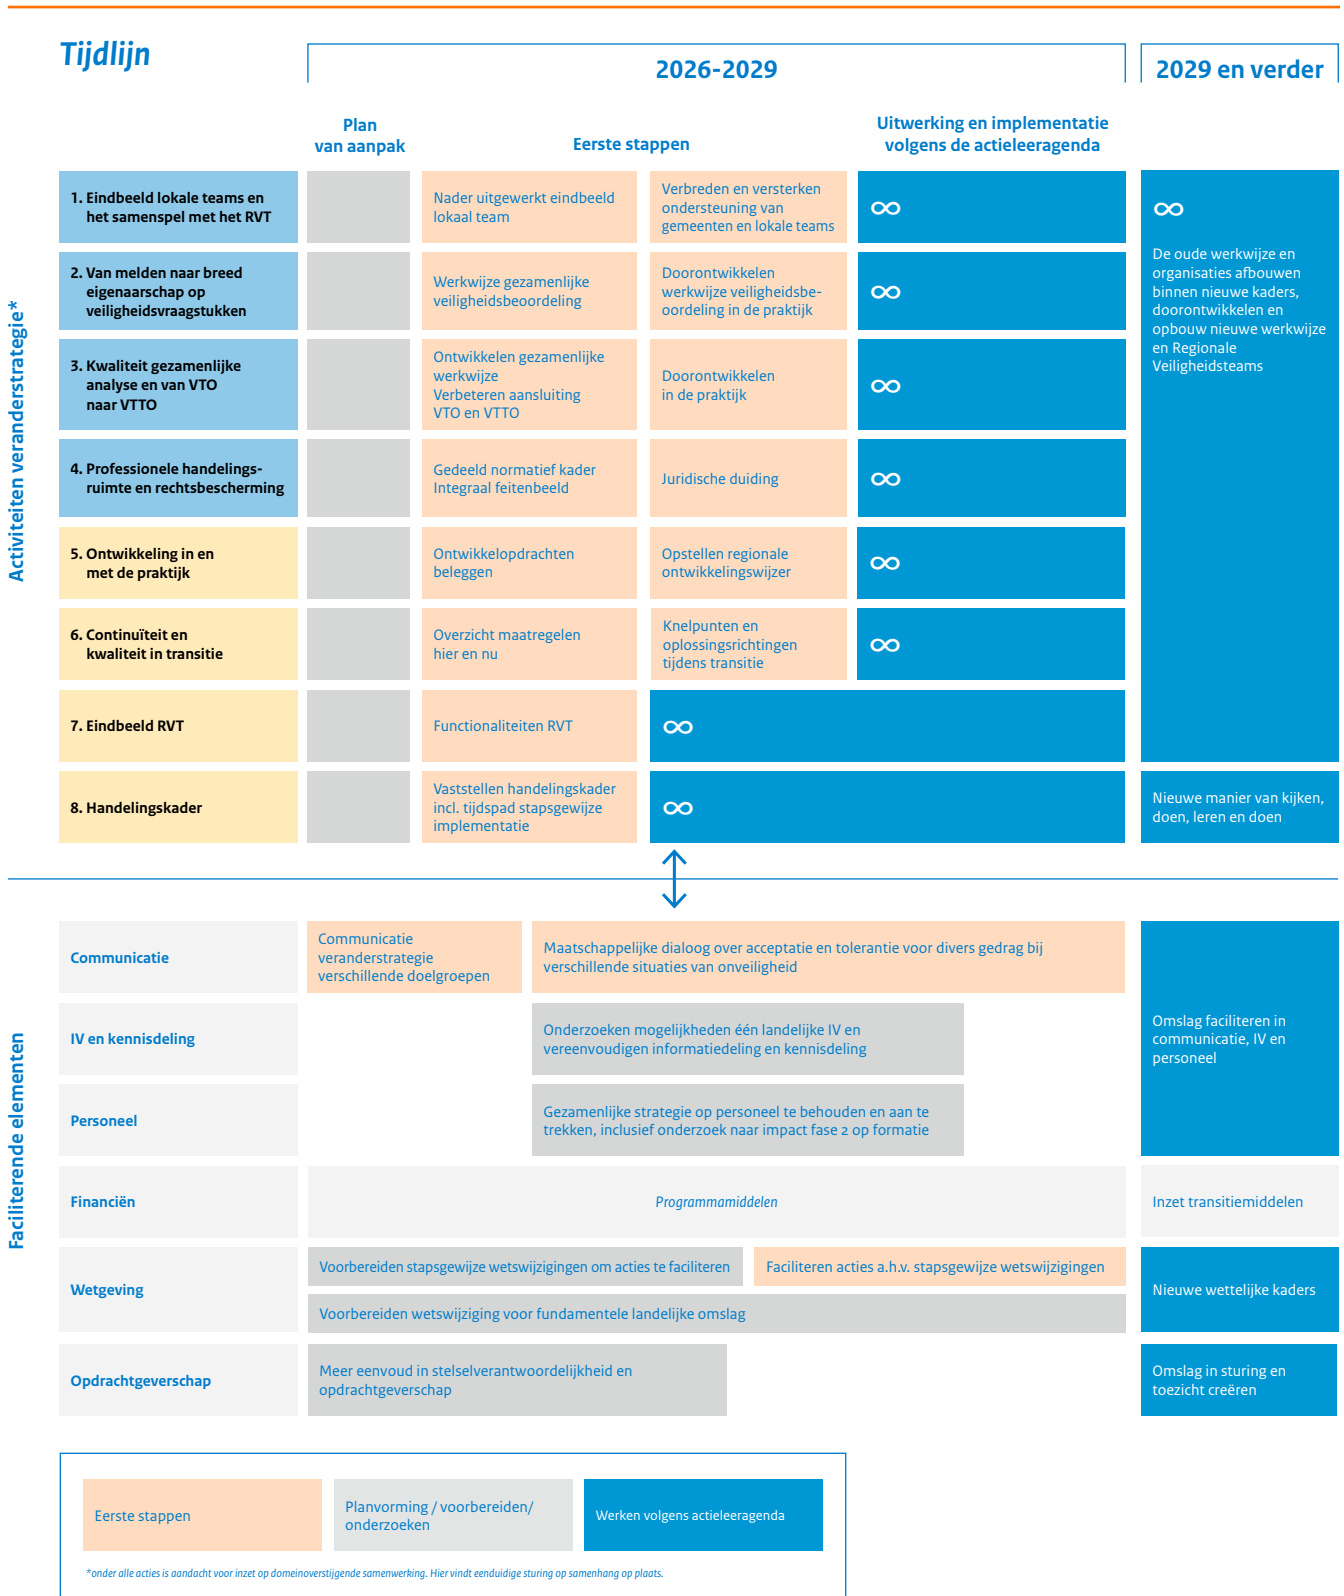 Tijdlijn
2026-2029
2029 en verder
Plan
van aanpak
Eerste stappen
Uitwerking en implementatie
volgens de actieleeragenda
Activiteiten veranderstrategie*
1. Eindbeeld lokale teams en
het samenspel met het RVT
Nader uitgewerkt eindbeeld
lokaal team
Verbreden en versterken
ondersteuning van
gemeenten en lokale teams
∞
∞
De oude werkwijze en
organisaties afbouwen
binnen nieuwe kaders,
doorontwikkelen en
opbouw nieuwe werkwijze
en Regionale
Veiligheidsteams
2. Van melden naar breed
eigenaarschap op
veiligheidsvraagstukken
Werkwijze gezamenlijke
veiligheidsbeoordeling
Doorontwikkelen
werkwijze veiligheidsbe-
oordeling in de praktijk
∞
3. Kwaliteit gezamenlijke
analyse en van VTO
naar VTTO
Ontwikkelen gezamenlijke
werkwijze
Verbeteren aansluiting
VTO en VTTO
Doorontwikkelen
in de praktijk
∞
4. Professionele handelings-
ruimte en rechtsbescherming
Gedeeld normatief kader
Integraal feitenbeeld
Juridische duiding
∞
5. Ontwikkeling in en
met de praktijk
Ontwikkelopdrachten
beleggen
Opstellen regionale
ontwikkelingswijzer
∞
6. Continuïteit en
kwaliteit in transitie
Overzicht maatregelen
hier en nu
Knelpunten en
oplossingsrichtingen
tijdens transitie
∞
7. Eindbeeld RVT
Functionaliteiten RVT
∞
8. Handelingskader
Vaststellen handelingskader
incl. tijdspad stapsgewijze
implementatie
∞
Nieuwe manier van kijken,
doen, leren en doen
Faciliterende elementen
Communicatie
Communicatie
veranderstrategie
verschillende doelgroepen
Maatschappelijke dialoog over acceptatie en tolerantie voor divers gedrag bij
verschillende situaties van onveiligheid
Omslag faciliteren in
communicatie, IV en
personeel
IV en kennisdeling
Onderzoeken mogelijkheden één landelijke IV en
vereenvoudigen informatiedeling en kennisdeling
Personeel
Gezamenlijke strategie op personeel te behouden en aan te
trekken, inclusief onderzoek naar impact fase 2 op formatie
Financiën
Programmamiddelen
Inzet transitiemiddelen
Wetgeving
Voorbereiden stapsgewijze wetswijzigingen om acties te faciliteren
Faciliteren acties a.h.v. stapsgewijze wetswijzigingen
Voorbereiden wetswijziging voor fundamentele landelijke omslag
Nieuwe wettelijke kaders
Opdrachtgeverschap
Meer eenvoud in stelselverantwoordelijkheid en
opdrachtgeverschap
Omslag in sturing en
toezicht creëren
Eerste stappen
Planvorming / voorbereiden/
onderzoeken
Werken volgens actieleeragenda
*onder alle acties is aandacht voor inzet op domeinoverstijgende samenwerking. Hier vindt eenduidige sturing op samenhang op plaats.